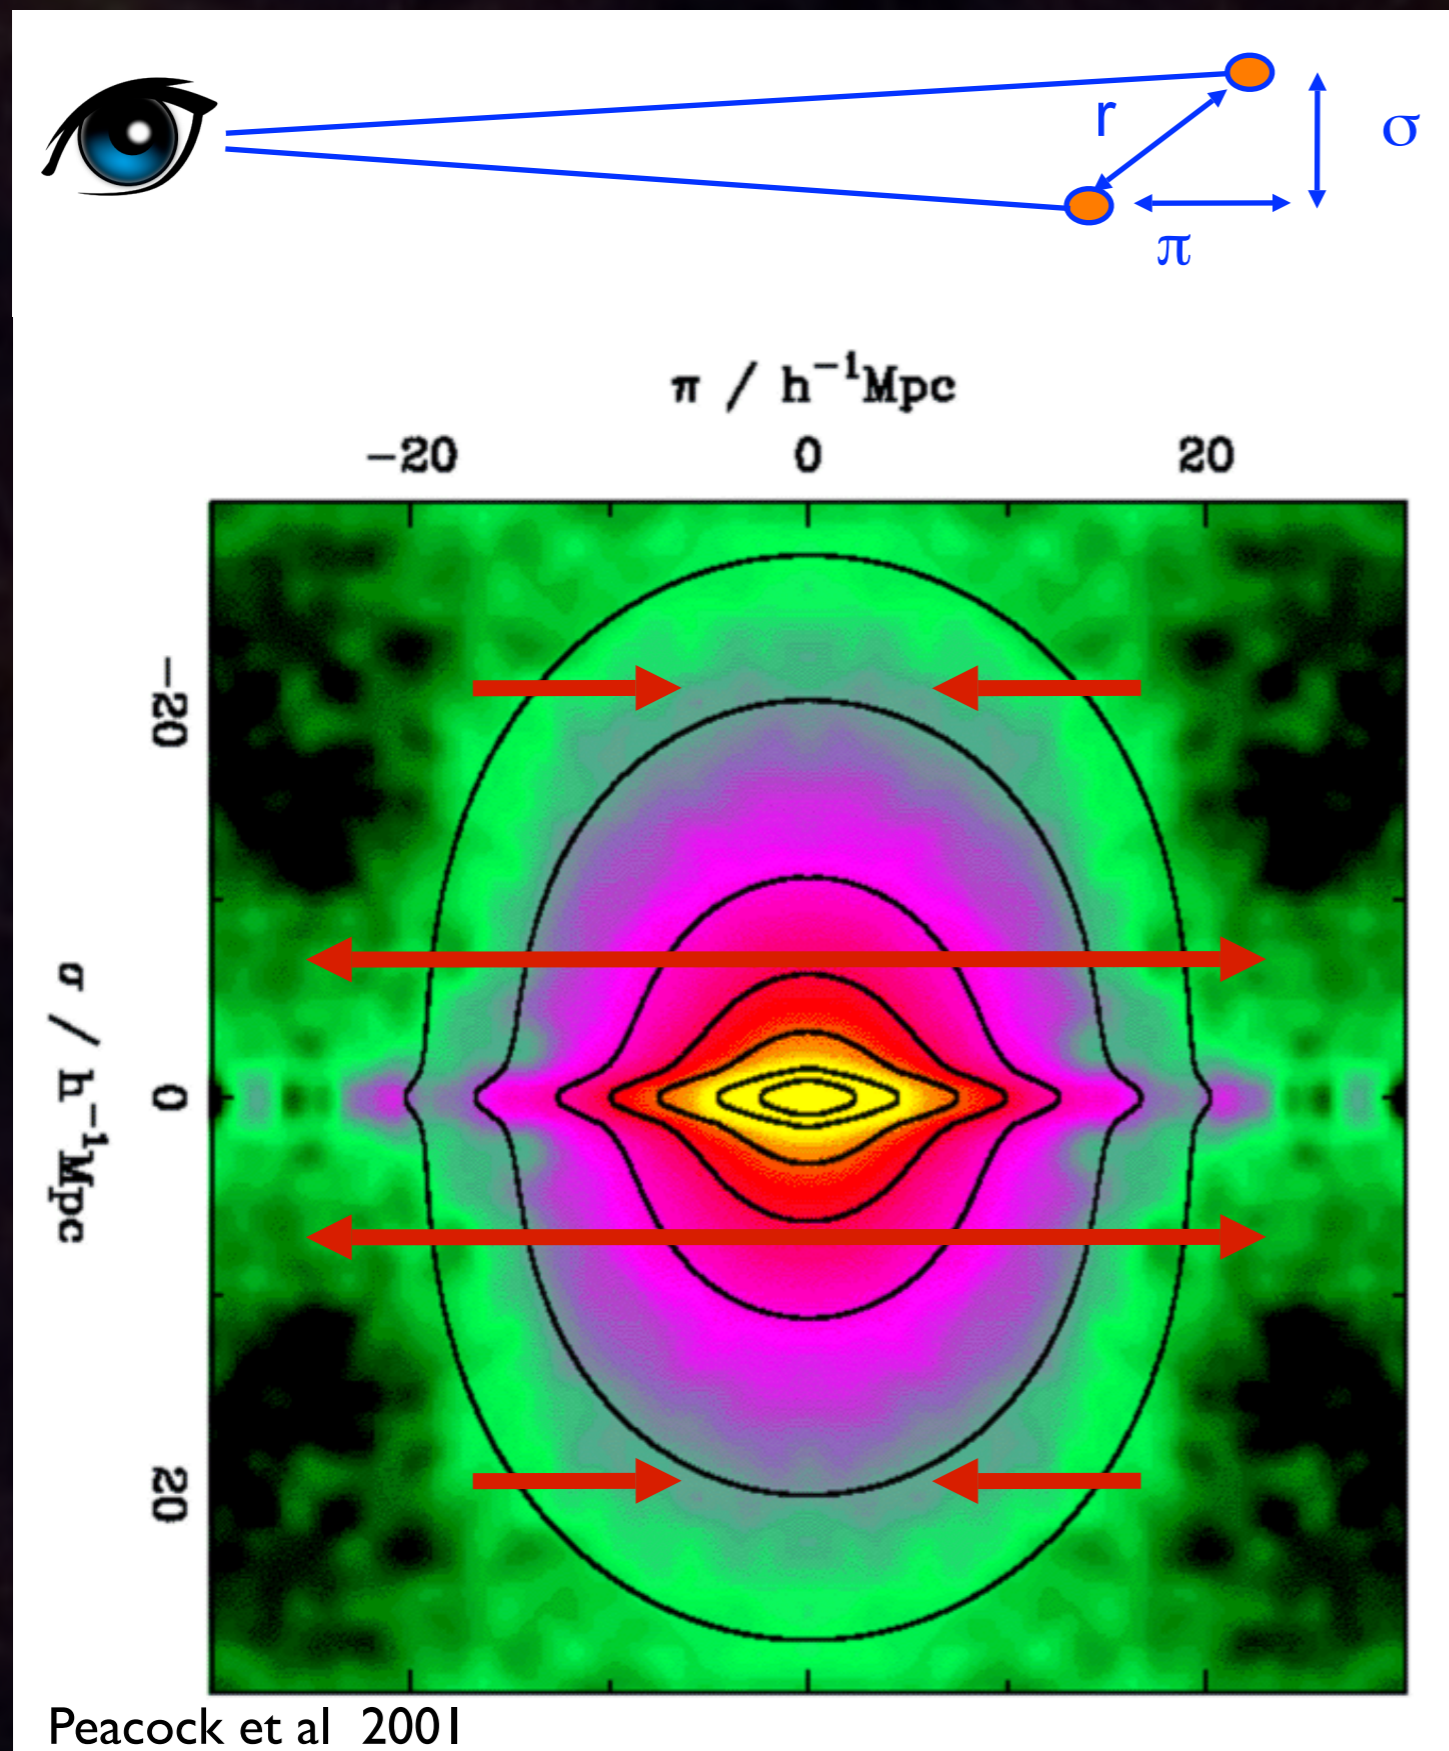 r
σ
π
π / h⁻¹Mpc
−20 0 20
−20
σ / h⁻¹Mpc
0
20
Peacock et al 2001